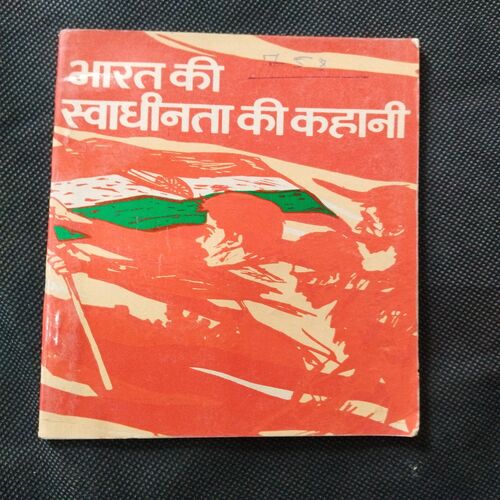 भारत की
स्वाधीनता की कहानी